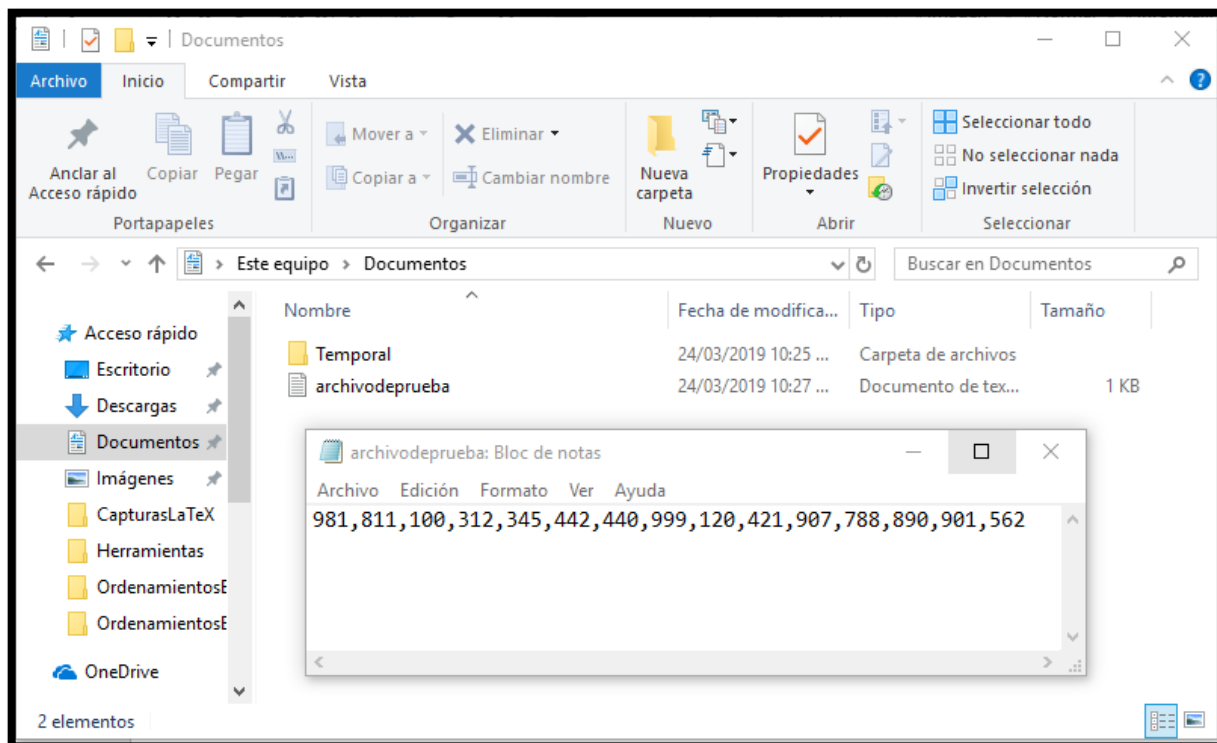 Documentos
Archivo Inicio Compartir Vista
Anclar al Acceso rápido
Copiar
Pegar
Portapapeles
Mover a
Copiar a
Eliminar
Cambiar nombre
Organizar
Nueva carpeta
Nuevo
Propiedades
Abrir
Seleccionar todo
No seleccionar nada
Invertir selección
Seleccionar
Este equipo > Documentos
Buscar en Documentos
Nombre Fecha de modifica... Tipo Tamaño
Temporal 24/03/2019 10:25 ... Carpeta de archivos
archivodeprueba 24/03/2019 10:27 ... Documento de tex... 1 KB
Acceso rápido
Escritorio
Descargas
Documentos
Imágenes
CapturasLaTeX
Herramientas
OrdenamientosE
OrdenamientosE
OneDrive
archivodeprueba: Bloc de notas
Archivo Edición Formato Ver Ayuda
981,811,100,312,345,442,440,999,120,421,907,788,890,901,562
2 elementos